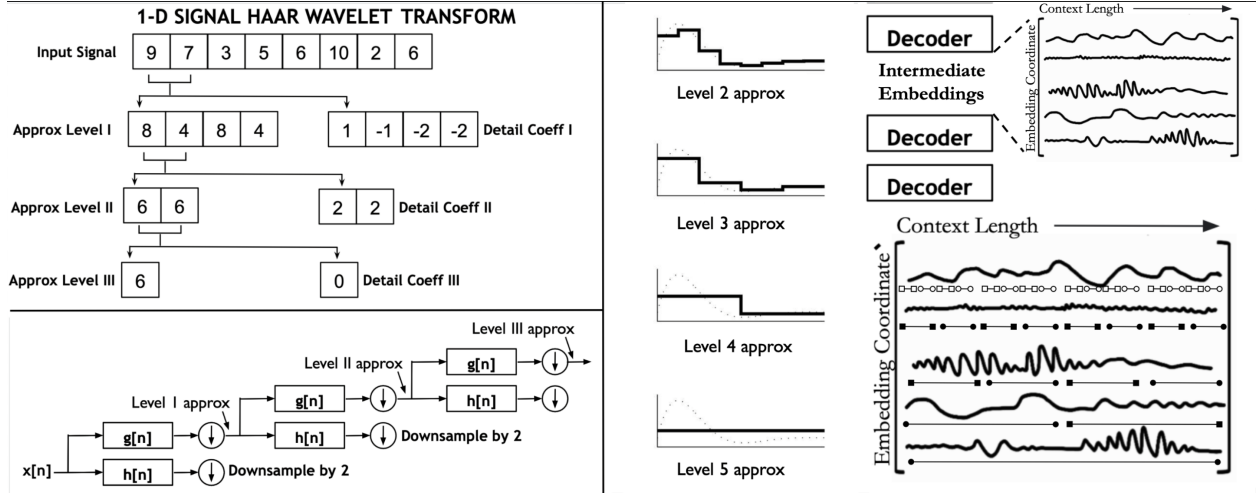 1-D SIGNAL HAAR WAVELET TRANSFORM
Input Signal 9 7 3 5 6 10 2 6
Approx Level I 8 4 8 4 1 -1 -2 -2 Detail Coeff I
Approx Level II 6 6 2 2 Detail Coeff II
Approx Level III 6 0 Detail Coeff III
Level III approx
Level II approx g[n]
Level I approx g[n] h[n]
g[n] h[n] Downsample by 2
x[n] h[n] Downsample by 2
Level 2 approx
Level 3 approx
Level 4 approx
Level 5 approx
Decoder
Intermediate
Embeddings
Decoder
Decoder
Context Length
Embedding Coordinate
Context Length
Embedding Coordinate